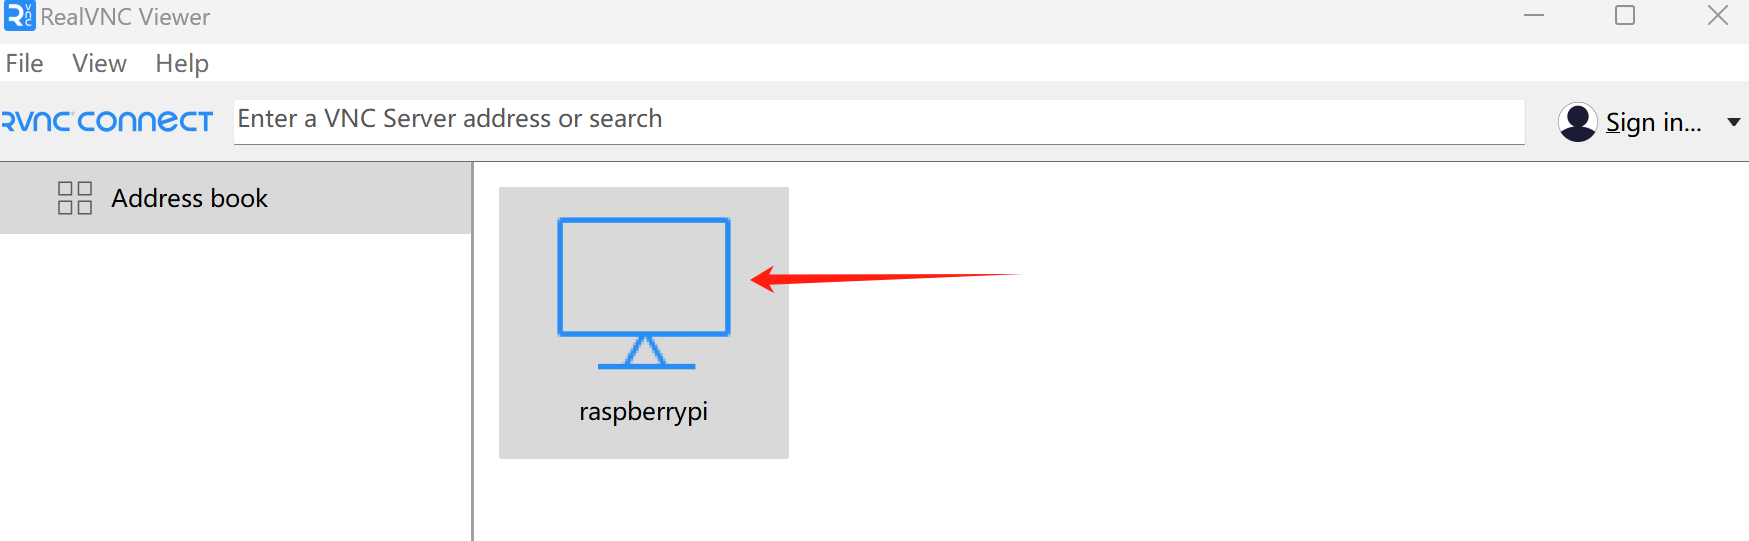 RealVNC Viewer
File View Help
RVNC CONNECT
Enter a VNC Server address or search
Sign in...
Address book
raspberrypi